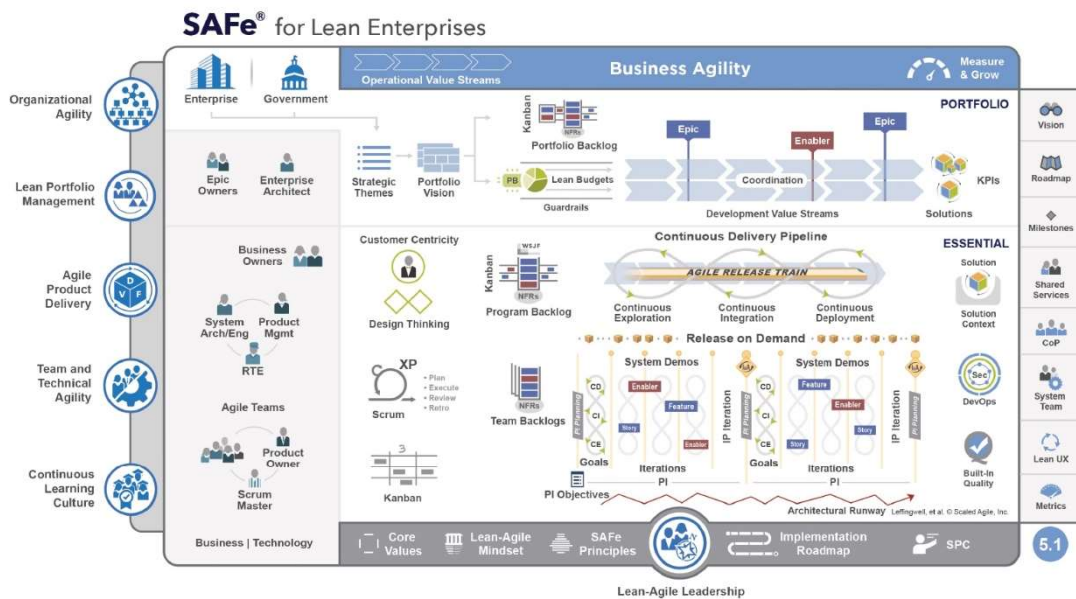 SAFe® for Lean Enterprises
Organizational
Agility
Lean Portfolio
Management
Agile
Product
Delivery
Team and
Technical
Agility
Continuous
Learning
Culture
Enterprise
Government
Operational Value Streams
Business Agility
Measure
& Grow
PORTFOLIO
Epic
Owners
Enterprise
Architect
Strategic
Themes
Portfolio
Vision
Kanban
NFRs
Portfolio Backlog
PB
Lean Budgets
Guardrails
Epic
Enabler
Epic
Coordination
Development Value Streams
KPIs
Solutions
ESSENTIAL
Business
Owners
System
Arch/Eng
Product
Mgmt
RTE
Customer Centricity
Design Thinking
Kanban
WSJF
NFRs
Program Backlog
Continuous Delivery Pipeline
AGILE RELEASE TRAIN
Continuous
Exploration
Continuous
Integration
Continuous
Deployment
Solution
Solution
Context
Release on Demand
Agile Teams
Product
Owner
Scrum
Master
XP
• Plan
• Execute
• Review
• Retro
Scrum
3
Kanban
NFRs
Team Backlogs
System Demos
PI Planning
CD
CI
CE
Goals
Enabler
Feature
Story
Enabler
Iterations
IP Iteration
I&A
PI
System Demos
PI Planning
CD
CI
CE
Goals
Feature
Enabler
Story
Story
Iterations
IP Iteration
I&A
PI
PI Objectives
Architectural Runway
Leffingwell, et al. © Scaled Agile, Inc.
Sec
DevOps
Built-In
Quality
Business | Technology
Core
Values
Lean-Agile
Mindset
SAFe
Principles
Implementation
Roadmap
SPC
Lean-Agile Leadership
Vision
Roadmap
Milestones
Shared
Services
CoP
System
Team
Lean UX
Metrics
5.1
D
V
F